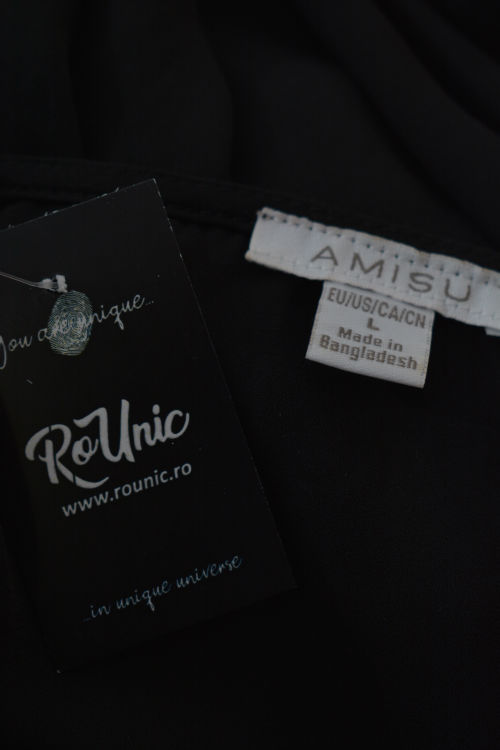 You are unique...
RoUnic
www.rounic.ro
...in unique universe
AMISU
EU/US/CA/CN
L
Made in
Bangladesh